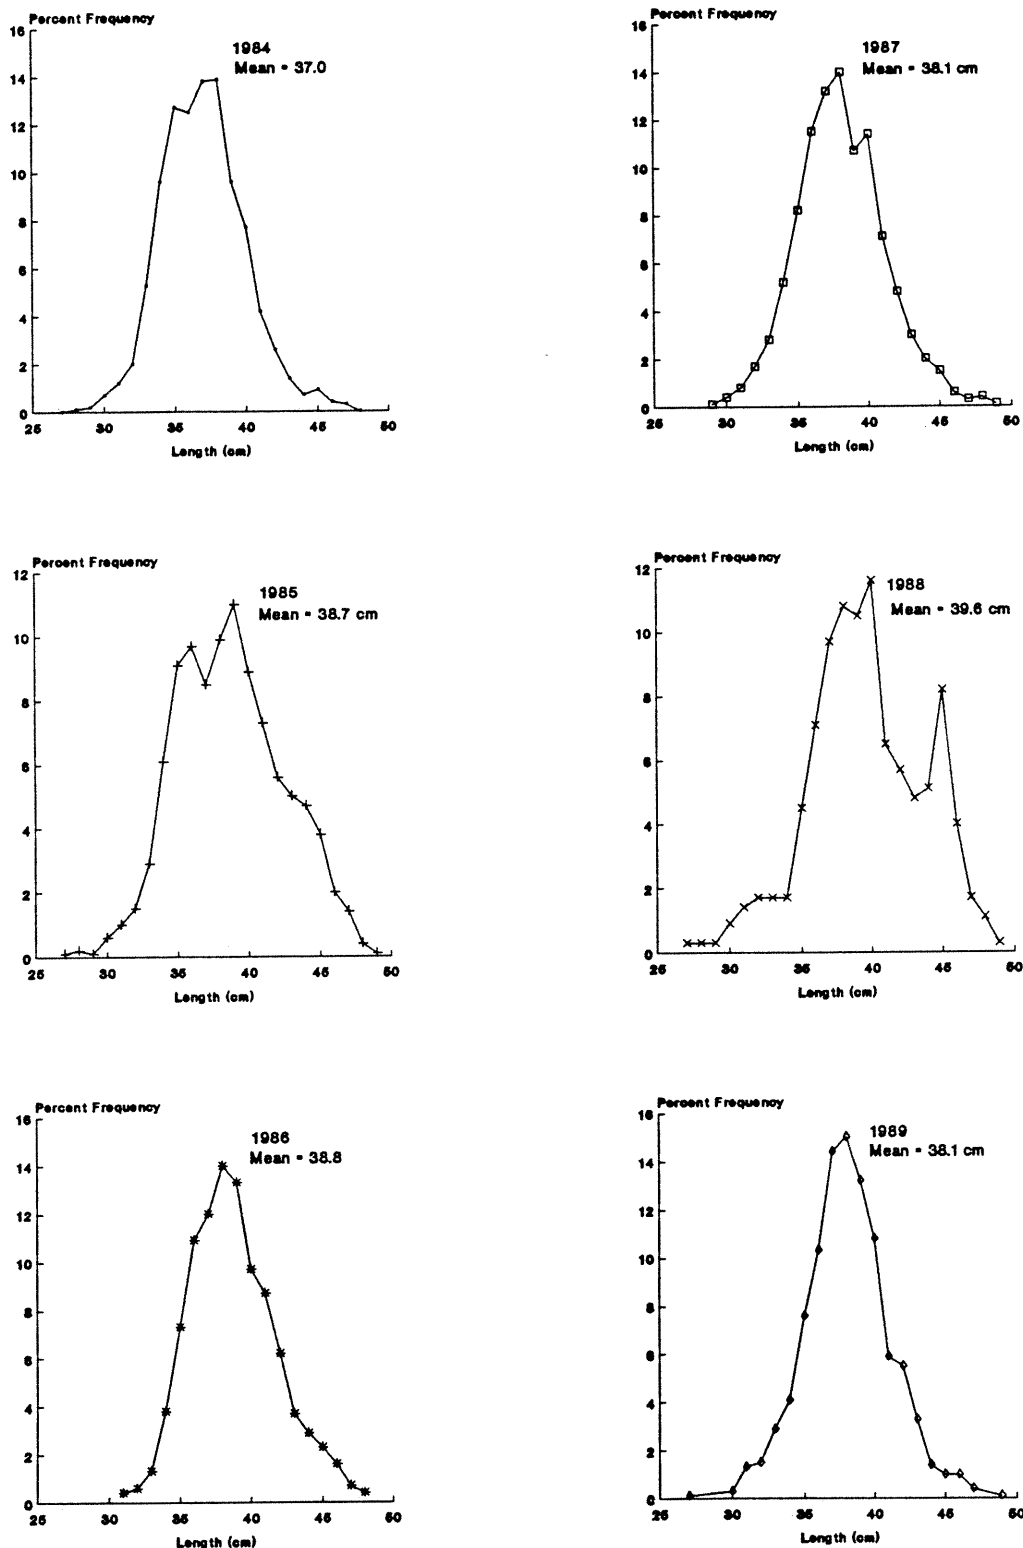 Percent Frequency
16
14
12
10
8
6
4
2
0
25 30 35 40 45 50
Length (cm)
1984
Mean = 37.0
Percent Frequency
16
14
12
10
8
6
4
2
0
25 30 35 40 45 50
Length (cm)
1987
Mean = 38.1 cm
Percent Frequency
12
10
8
6
4
2
0
25 30 35 40 45 50
Length (cm)
1985
Mean = 38.7 cm
Percent Frequency
12
10
8
6
4
2
0
25 30 35 40 45 50
Length (cm)
1988
Mean = 39.6 cm
Percent Frequency
16
14
12
10
8
6
4
2
0
25 30 35 40 45 50
Length (cm)
1986
Mean = 38.8
Percent Frequency
16
14
12
10
8
6
4
2
0
25 30 35 40 45 50
Length (cm)
1989
Mean = 38.1 cm